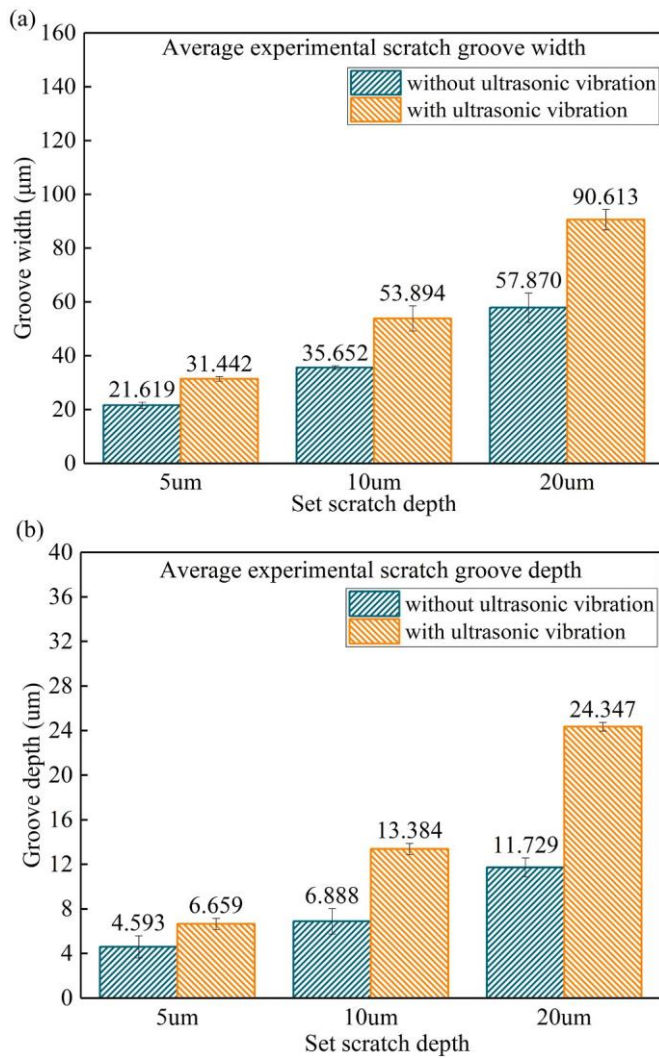 (a)
Average experimental scratch groove width
without ultrasonic vibration
with ultrasonic vibration
Groove width (μm)
160
140
120
100
80
60
40
20
0
21.619
31.442
35.652
53.894
57.870
90.613
5um
10um
20um
Set scratch depth
(b)
Average experimental scratch groove depth
without ultrasonic vibration
with ultrasonic vibration
Groove depth (um)
40
36
32
28
24
20
16
12
8
4
0
4.593
6.659
6.888
13.384
11.729
24.347
5um
10um
20um
Set scratch depth